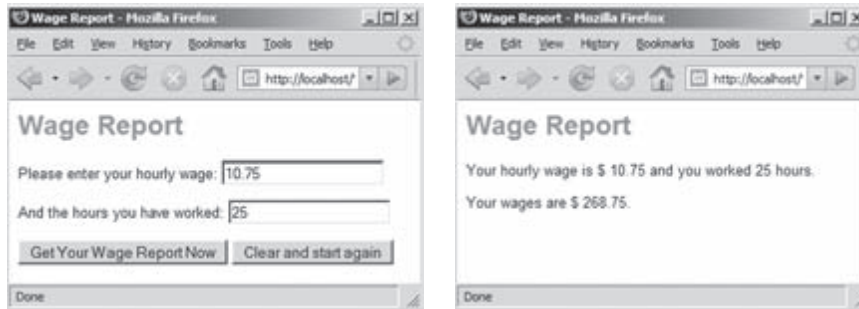 Wage Report - Mozilla Firefox
File Edit View History Bookmarks Tools Help
http://localhost/
Wage Report
Please enter your hourly wage: 10.75
And the hours you have worked: 25
Get Your Wage Report Now Clear and start again
Done
Wage Report - Mozilla Firefox
File Edit View History Bookmarks Tools Help
http://localhost/
Wage Report
Your hourly wage is $ 10.75 and you worked 25 hours.
Your wages are $ 268.75.
Done